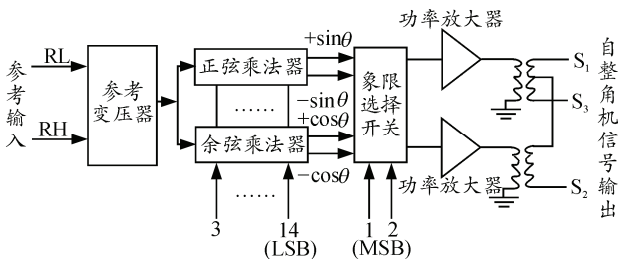 参考输入
RL
RH
参考
变压器
正弦乘法器
……
余弦乘法器
+sinθ
−sinθ
+cosθ
−cosθ
象限
选择
开关
3
……
14
(LSB)
1
(MSB)
2
功率放大器
功率放大器
S1
S3
S2
自整角机信号输出